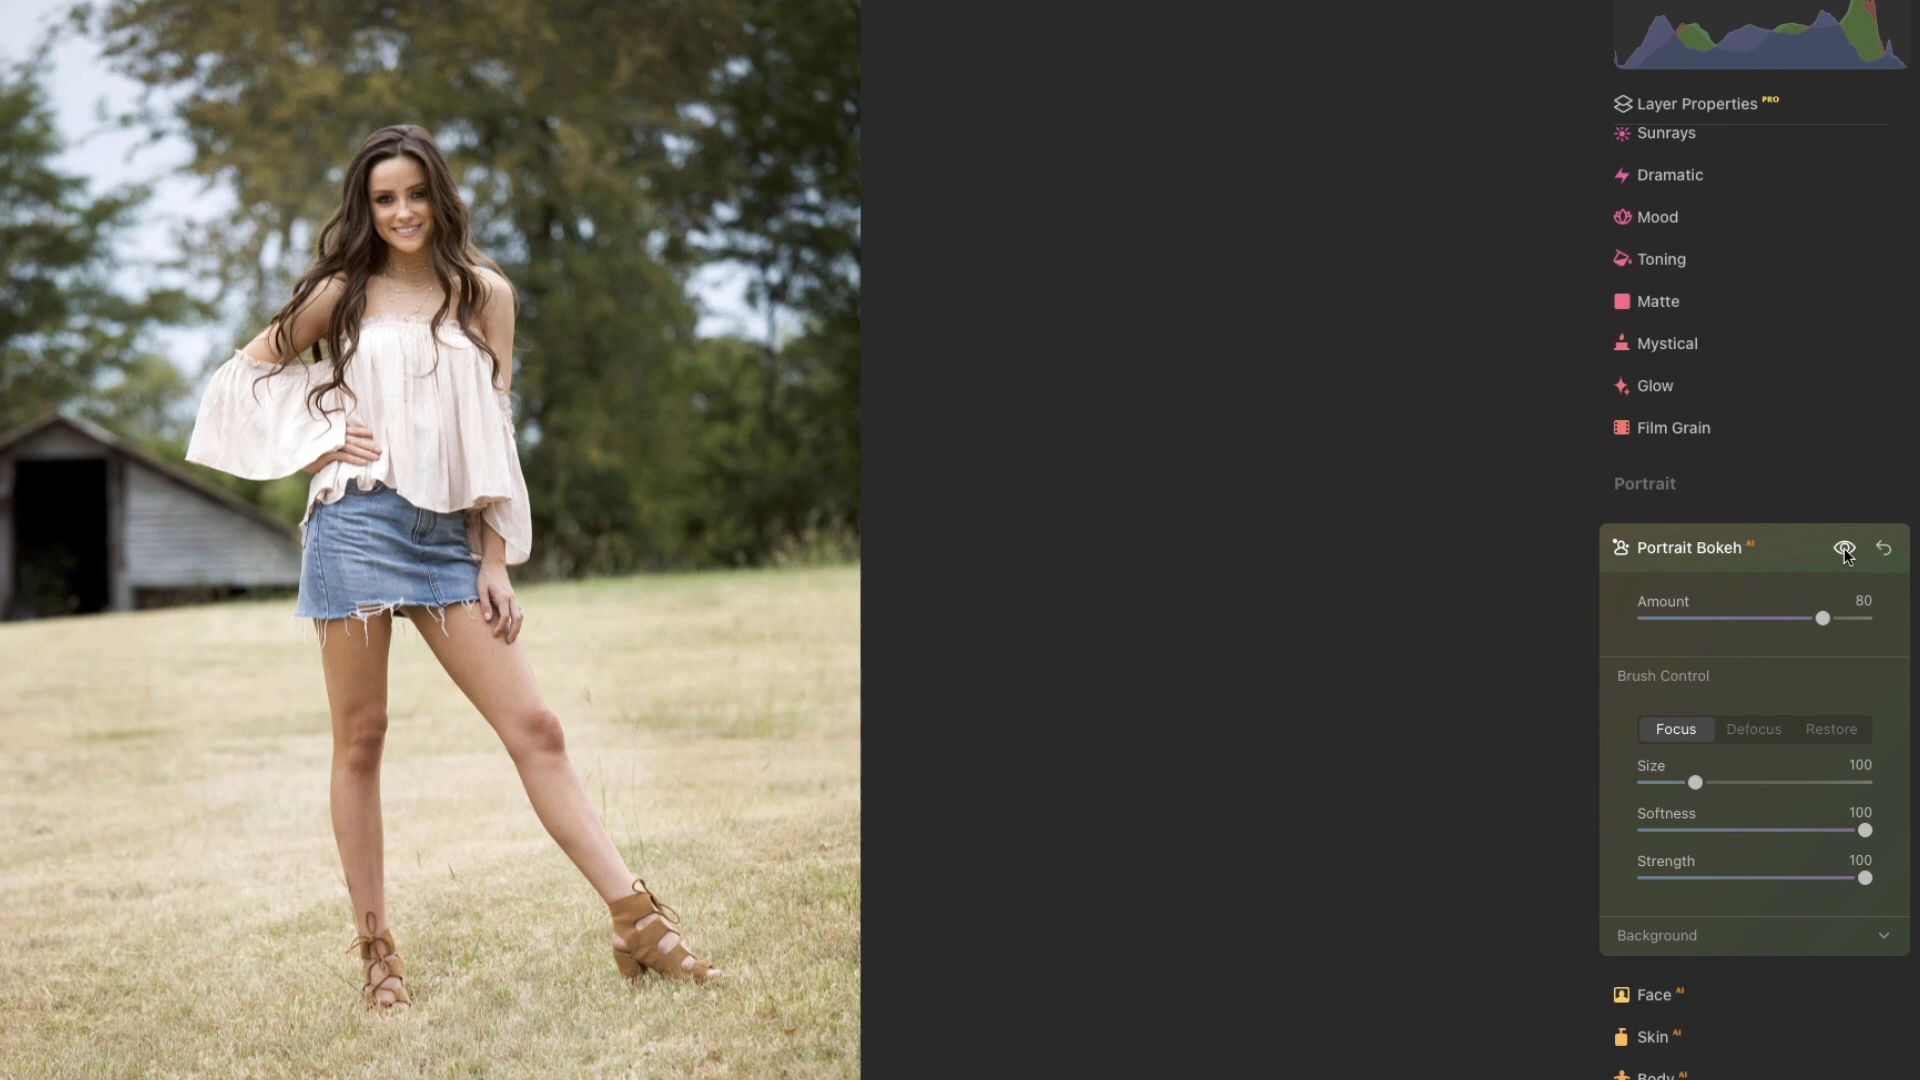 Layer Properties PRO
Sunrays
Dramatic
Mood
Toning
Matte
Mystical
Glow
Film Grain
Portrait
Portrait Bokeh AI
Amount 80
Brush Control
Focus Defocus Restore
Size 100
Softness 100
Strength 100
Background
Face AI
Skin AI
Body AI